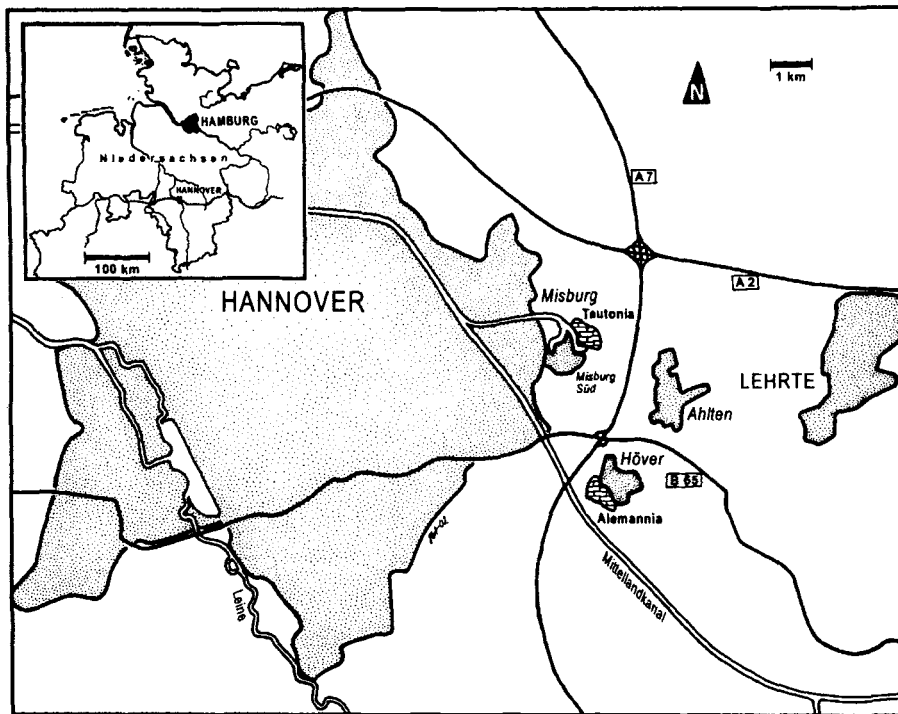 HAMBURG
Niedersachsen
HANNOVER
100 km
N
1 km
A 7
A 2
HANNOVER
Misburg
Teutonia
Misburg
Süd
LEHRTE
Ahlten
Höver
B 65
Alemannia
Mittellandkanal
Leine